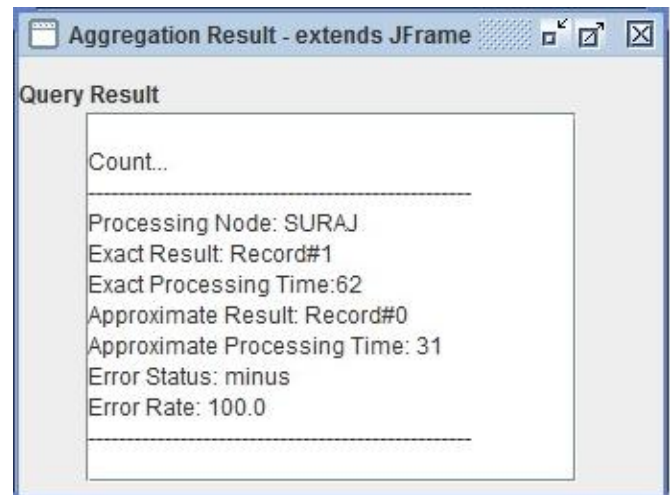 Aggregation Result - extends JFrame
Query Result
Count...
--------------------------------------------------------
Processing Node: SURAJ
Exact Result: Record#1
Exact Processing Time:62
Approximate Result: Record#0
Approximate Processing Time: 31
Error Status: minus
Error Rate: 100.0
--------------------------------------------------------